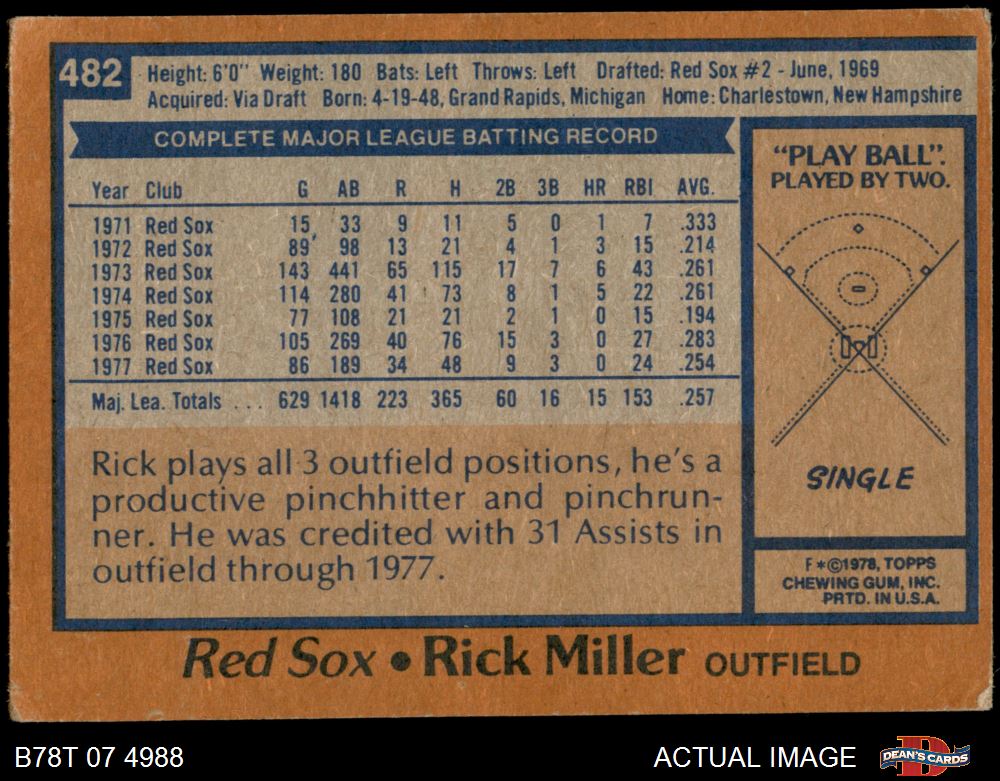 482
Height: 6'0" Weight: 180 Bats: Left Throws: Left Drafted: Red Sox #2 - June, 1969
Acquired: Via Draft Born: 4-19-48, Grand Rapids, Michigan Home: Charlestown, New Hampshire
COMPLETE MAJOR LEAGUE BATTING RECORD
Year Club G AB R H 2B 3B HR RBI AVG.
1971 Red Sox 15 33 9 11 5 0 1 7 .333
1972 Red Sox 89 98 13 21 4 1 3 15 .214
1973 Red Sox 143 441 65 115 17 7 6 43 .261
1974 Red Sox 114 280 41 73 8 1 5 22 .261
1975 Red Sox 77 108 21 21 2 1 0 15 .194
1976 Red Sox 105 269 40 76 15 3 0 27 .283
1977 Red Sox 86 189 34 48 9 3 0 24 .254
Maj. Lea. Totals ... 629 1418 223 365 60 16 15 153 .257
Rick plays all 3 outfield positions, he's a
productive pinchhitter and pinchrun-
ner. He was credited with 31 Assists in
outfield through 1977.
"PLAY BALL".
PLAYED BY TWO.
SINGLE
F*©1978, TOPPS
CHEWING GUM, INC.
PRTD. IN U.S.A.
Red Sox • Rick Miller OUTFIELD
B78T 07 4988
ACTUAL IMAGE
DEAN'S CARDS